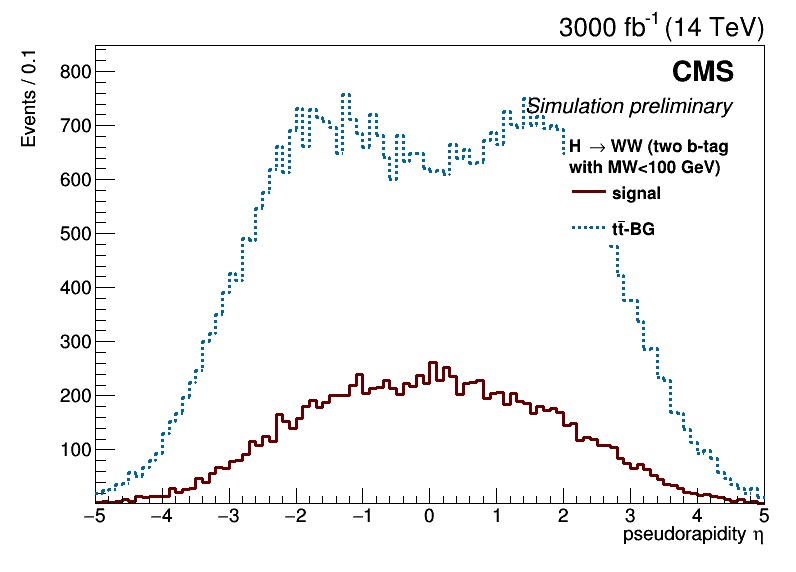 3000 fb⁻¹ (14 TeV)
Events / 0.1
800
700
600
500
400
300
200
100
CMS
Simulation preliminary
H → WW (two b-tag
with MW<100 GeV)
signal
tt̄-BG
−5 −4 −3 −2 −1 0 1 2 3 4 5
pseudorapidity η